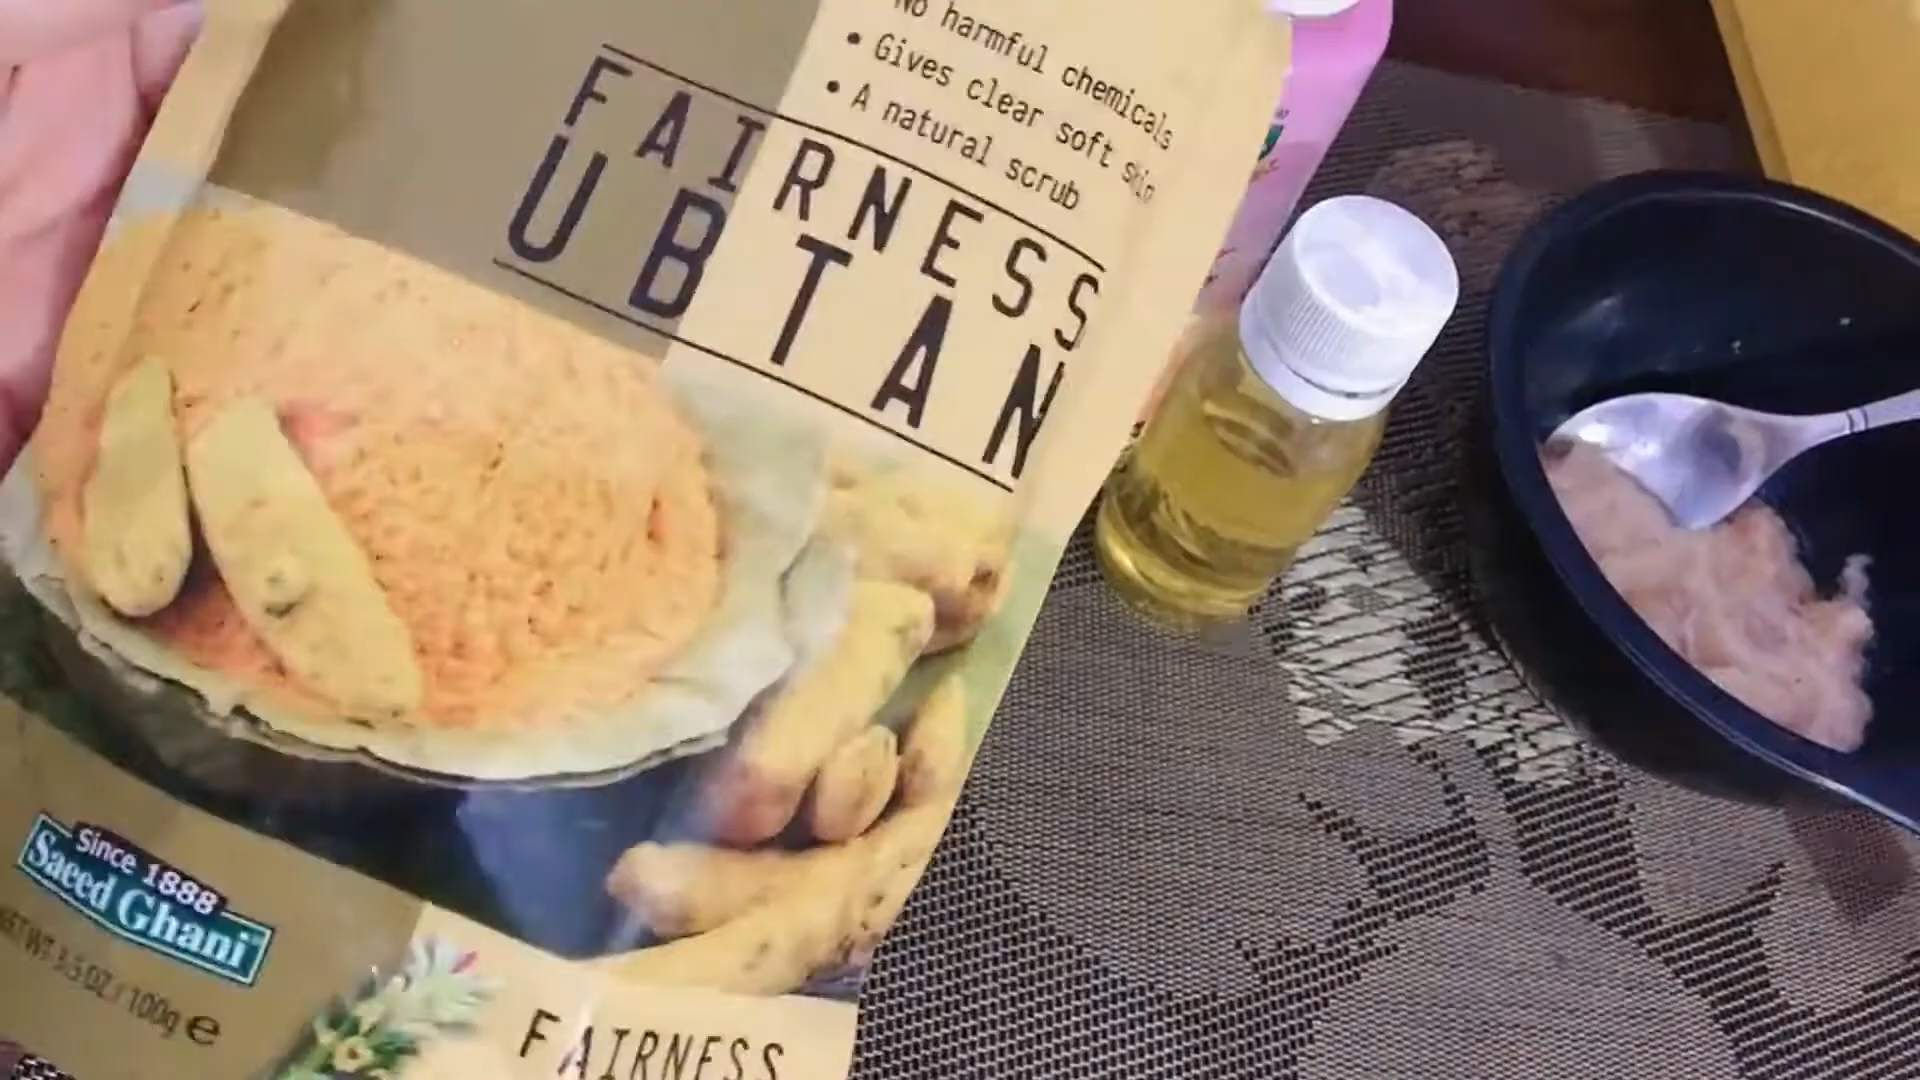 No harmful chemicals
• Gives clear soft skin
• A natural scrub
FAIRNESS
UBTAN
Since 1888
Saeed Ghani
NET WT. 3.5 OZ / 100g e
FAIRNESS